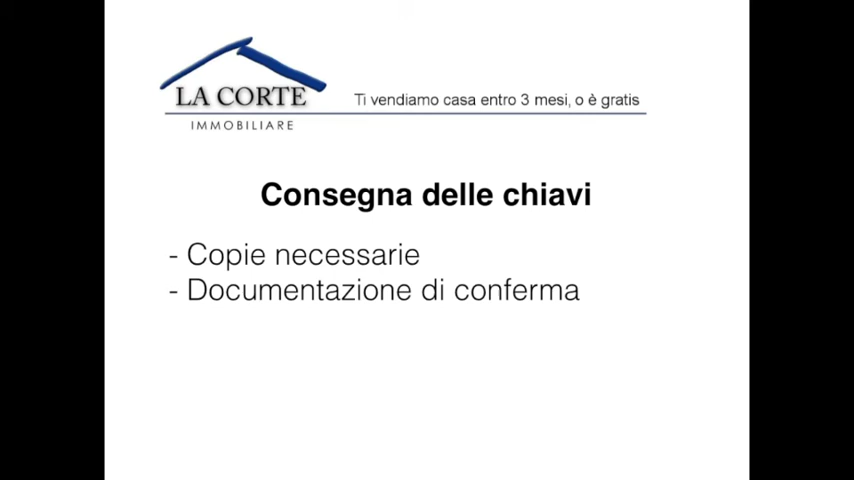 LA CORTE
IMMOBILIARE
Ti vendiamo casa entro 3 mesi, o è gratis
Consegna delle chiavi
- Copie necessarie
- Documentazione di conferma